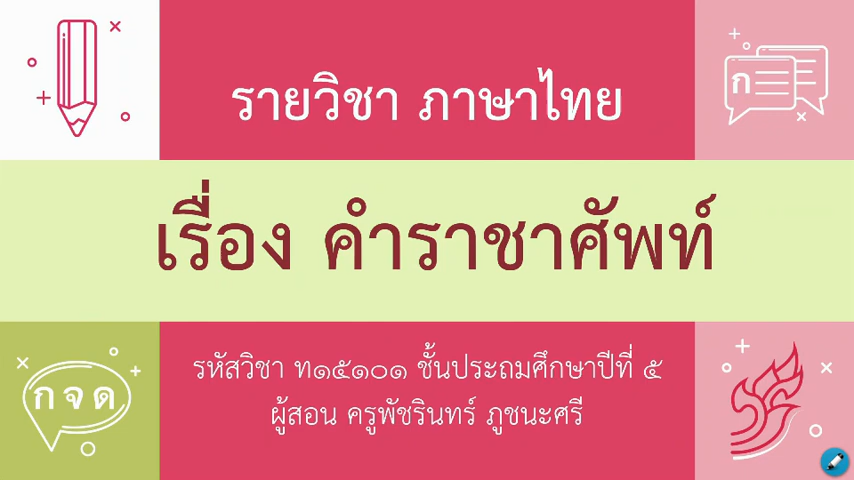 รายวิชา ภาษาไทย
ก
เรื่อง คำราชาศัพท์
รหัสวิชา ท๑๕๑๐๑ ชั้นประถมศึกษาปีที่ ๕
ผู้สอน ครูพัชรินทร์ ภูชนะศรี
ก จ ด